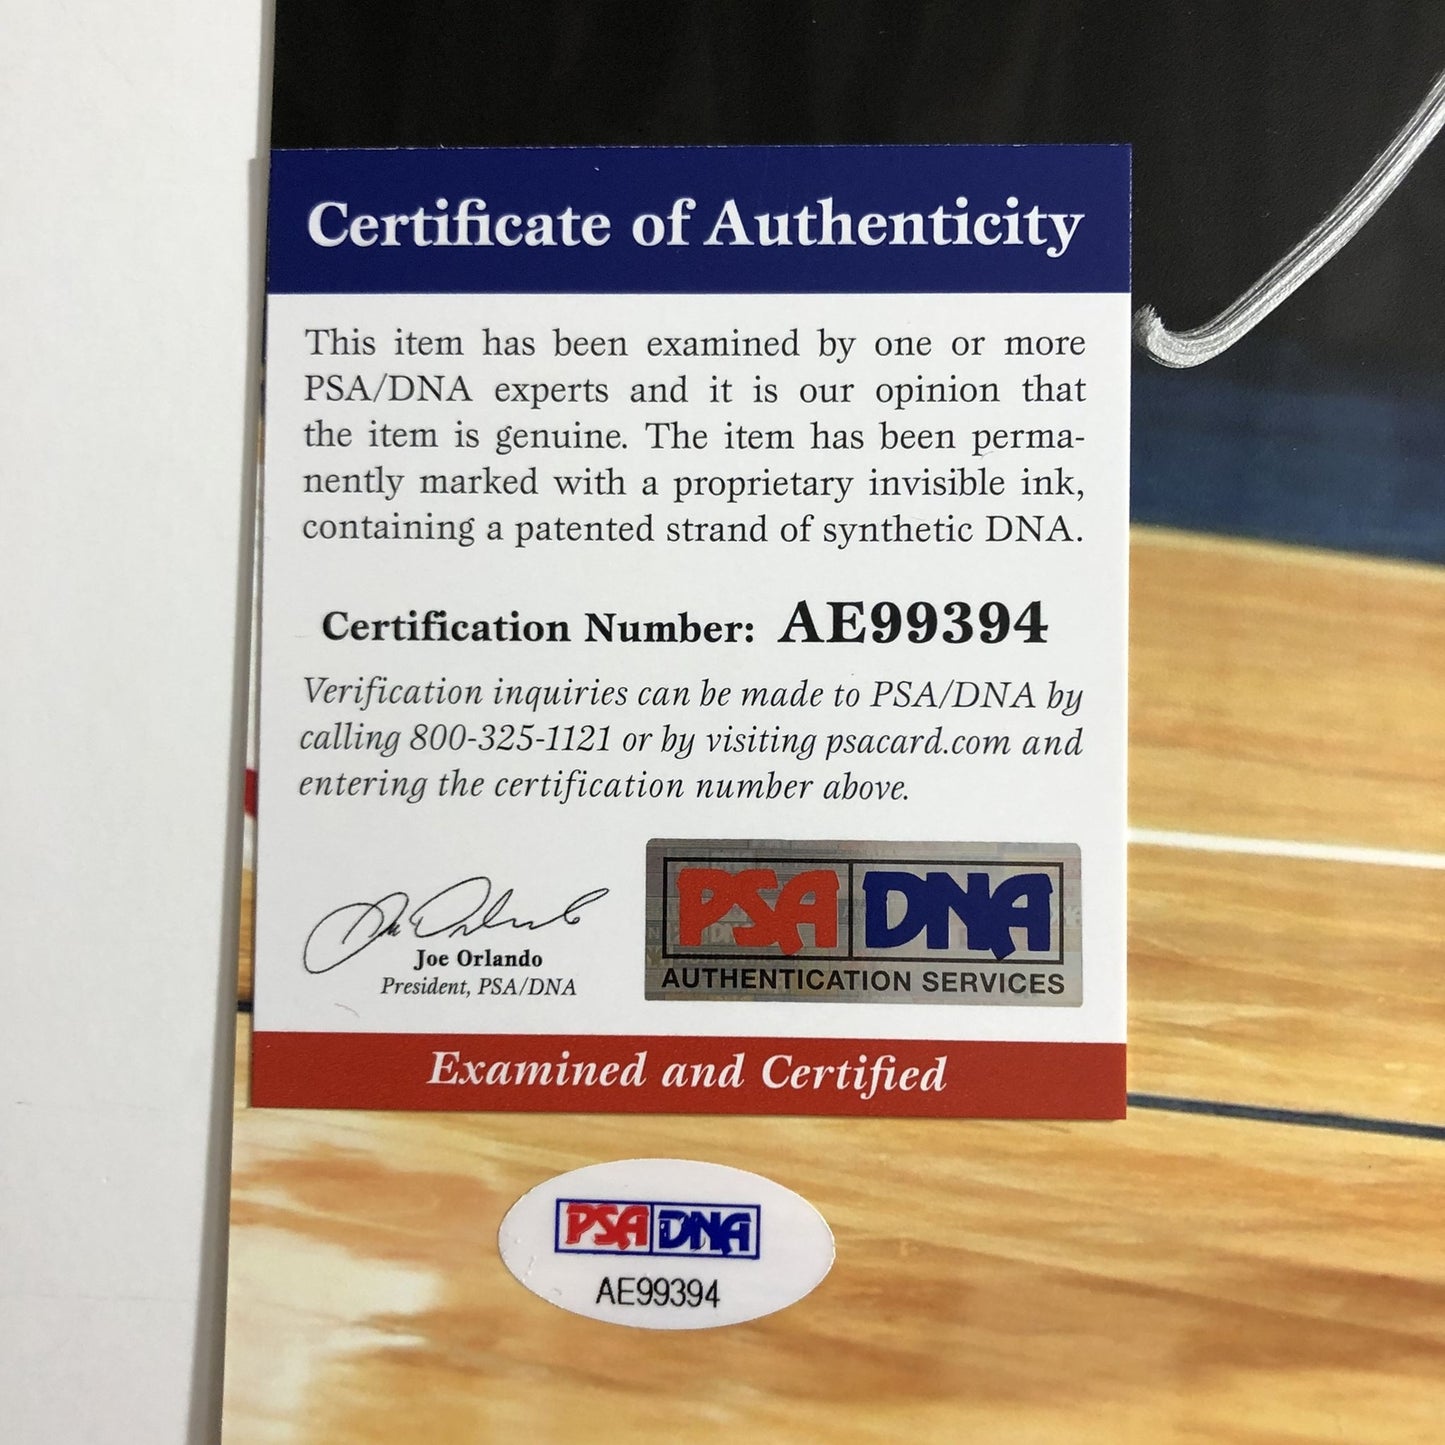 Certificate of Authenticity
This item has been examined by one or more
PSA/DNA experts and it is our opinion that
the item is genuine. The item has been perma-
nently marked with a proprietary invisible ink,
containing a patented strand of synthetic DNA.
Certification Number: AE99394
Verification inquiries can be made to PSA/DNA by
calling 800-325-1121 or by visiting psacard.com and
entering the certification number above.
Joe Orlando
President, PSA/DNA
PSA DNA
AUTHENTICATION SERVICES
Examined and Certified
PSA DNA
AE99394